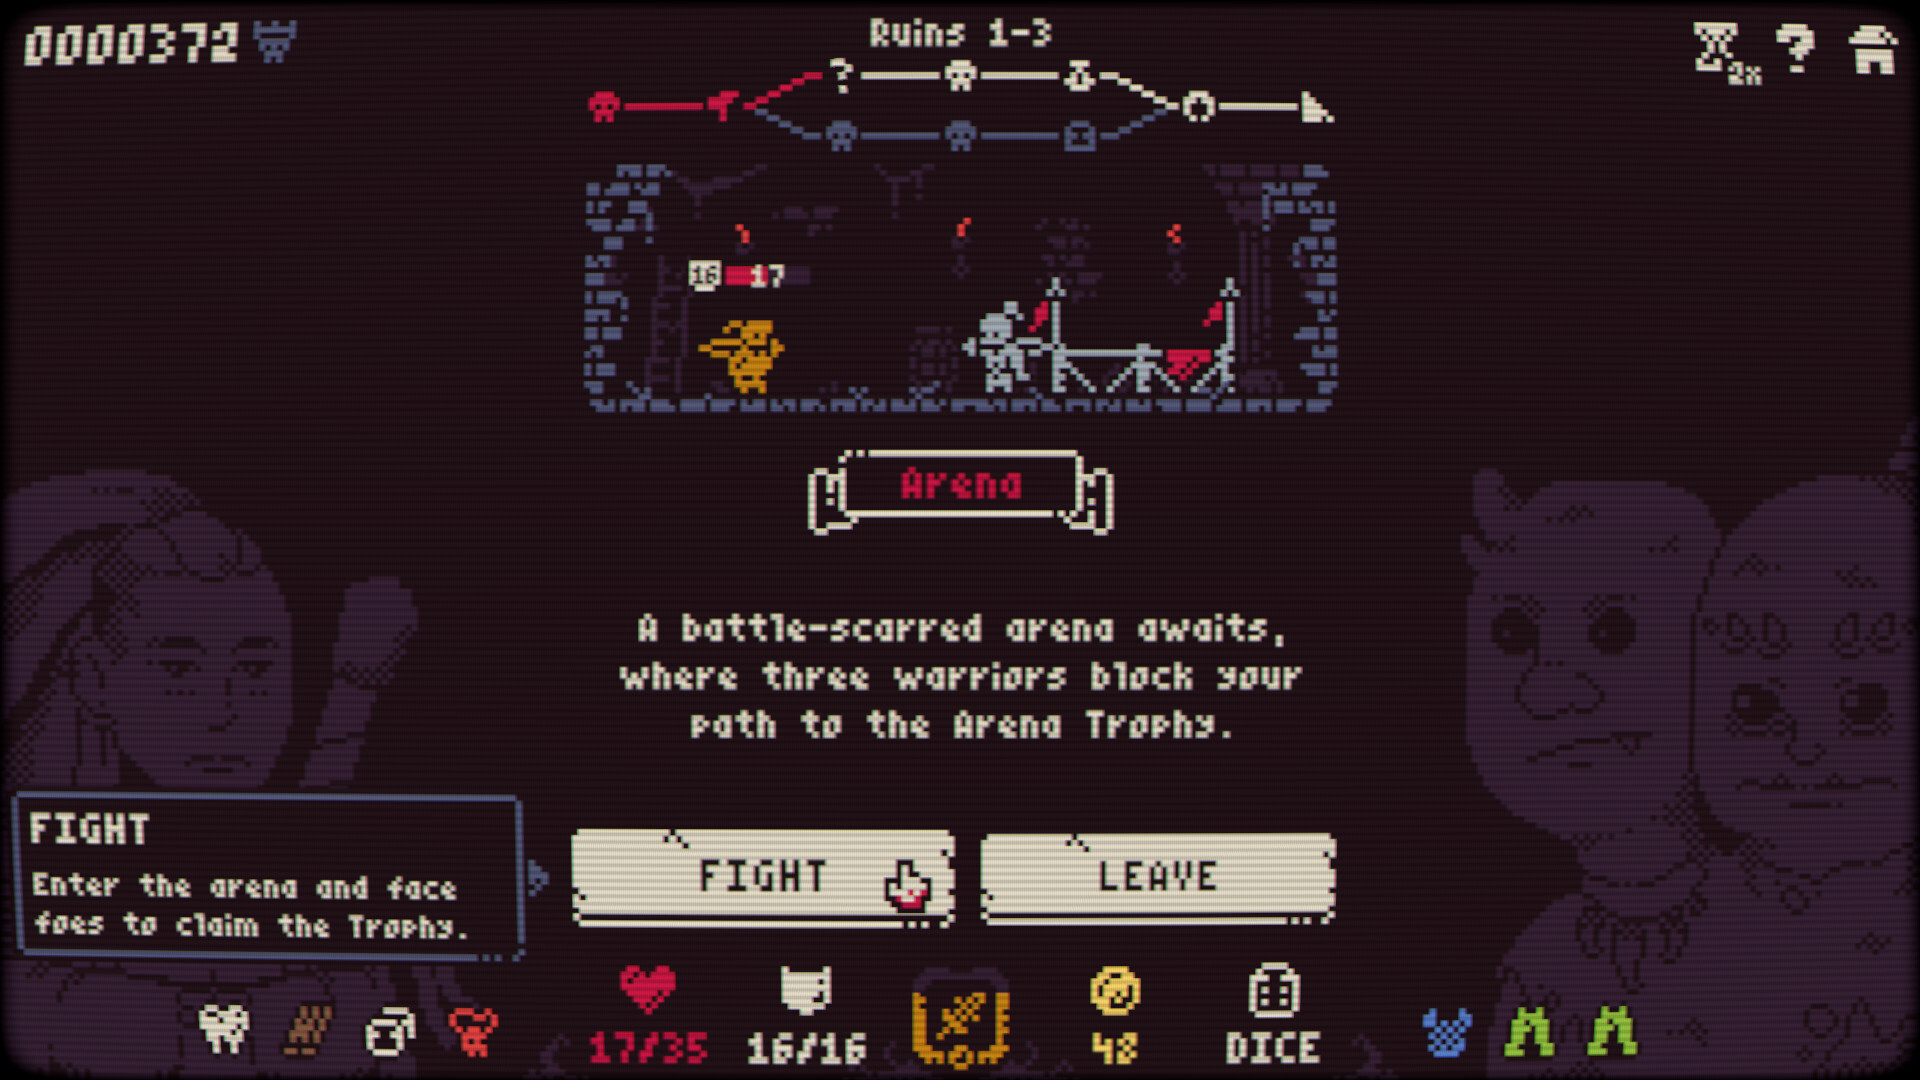 0000372
Ruins 1-3
2x
?
16 17
Arena
A battle-scarred arena awaits,
where three warriors block your
path to the Arena Trophy.
FIGHT
Enter the arena and face
foes to claim the Trophy.
FIGHT
LEAVE
17/35
16/16
48
DICE